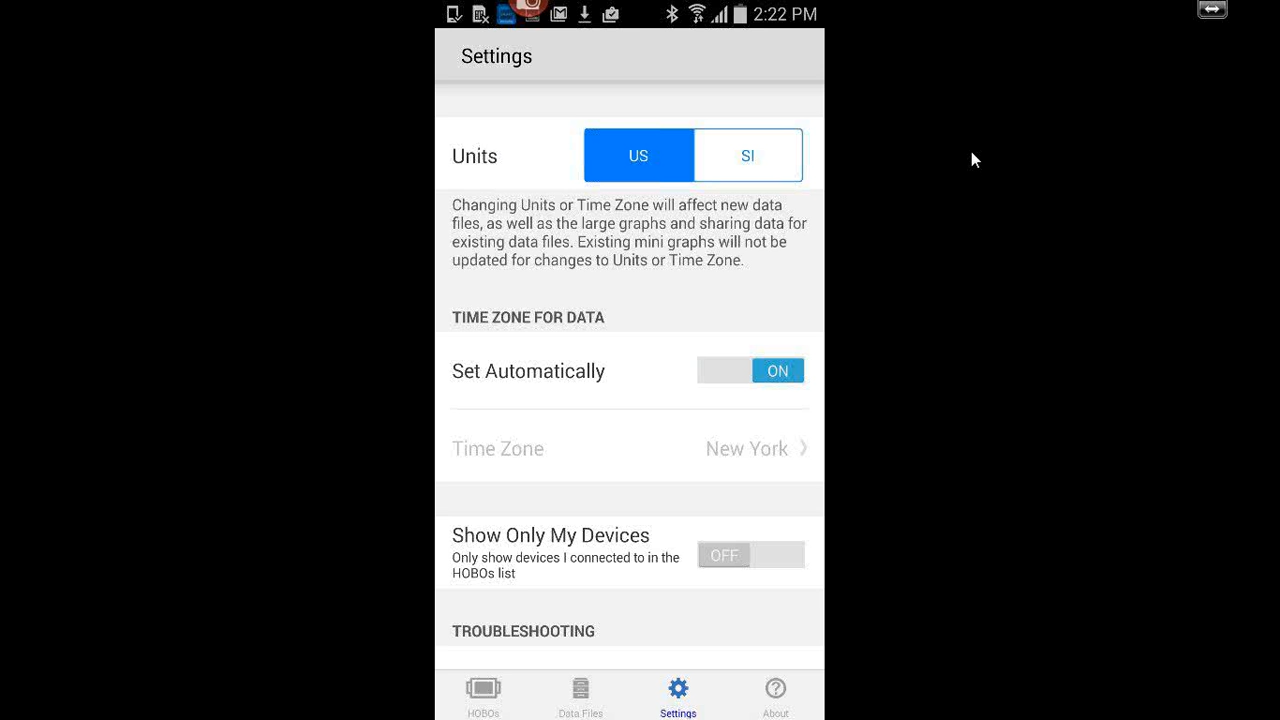 2:22 PM
Settings
Units US SI
Changing Units or Time Zone will affect new data
files, as well as the large graphs and sharing data for
existing data files. Existing mini graphs will not be
updated for changes to Units or Time Zone.
TIME ZONE FOR DATA
Set Automatically ON
Time Zone New York
Show Only My Devices
OFF
Only show devices I connected to in the
HOBOs list
TROUBLESHOOTING
HOBOs Data Files Settings About